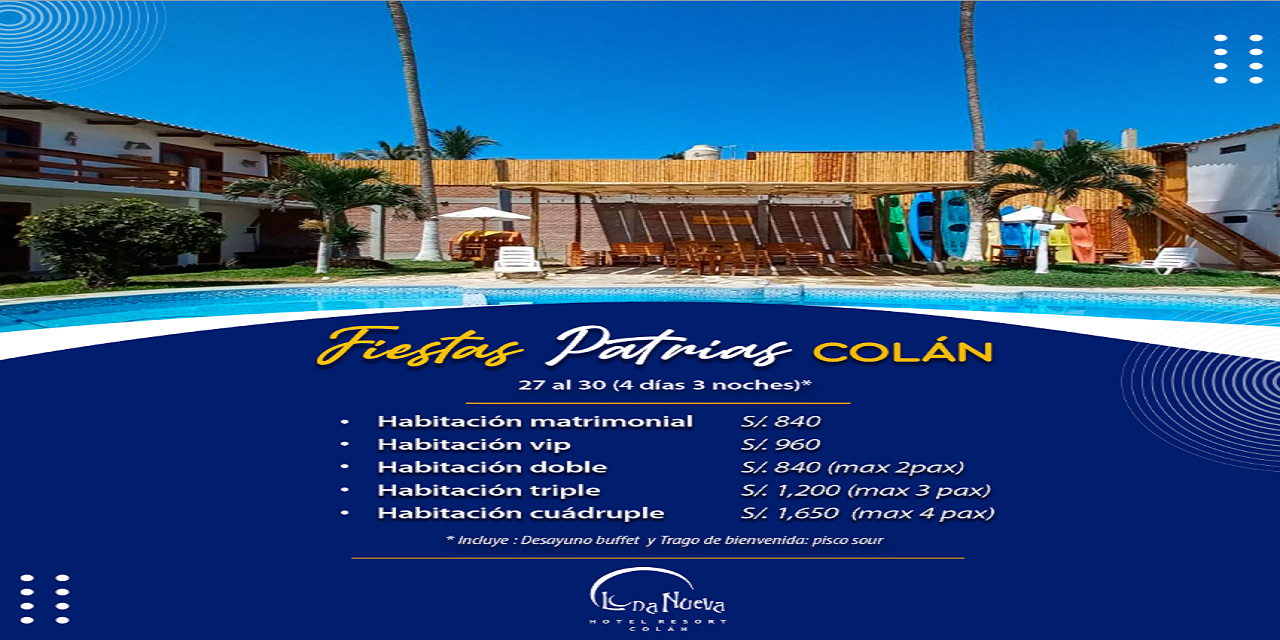 Fiestas Patrias COLÁN
27 al 30 (4 días 3 noches)*
• Habitación matrimonial S/. 840
• Habitación vip S/. 960
• Habitación doble S/. 840 (max 2pax)
• Habitación triple S/. 1,200 (max 3 pax)
• Habitación cuádruple S/. 1,650 (max 4 pax)
* Incluye : Desayuno buffet y Trago de bienvenida: pisco sour
Luna Nueva
HOTEL RESORT
COLÁN